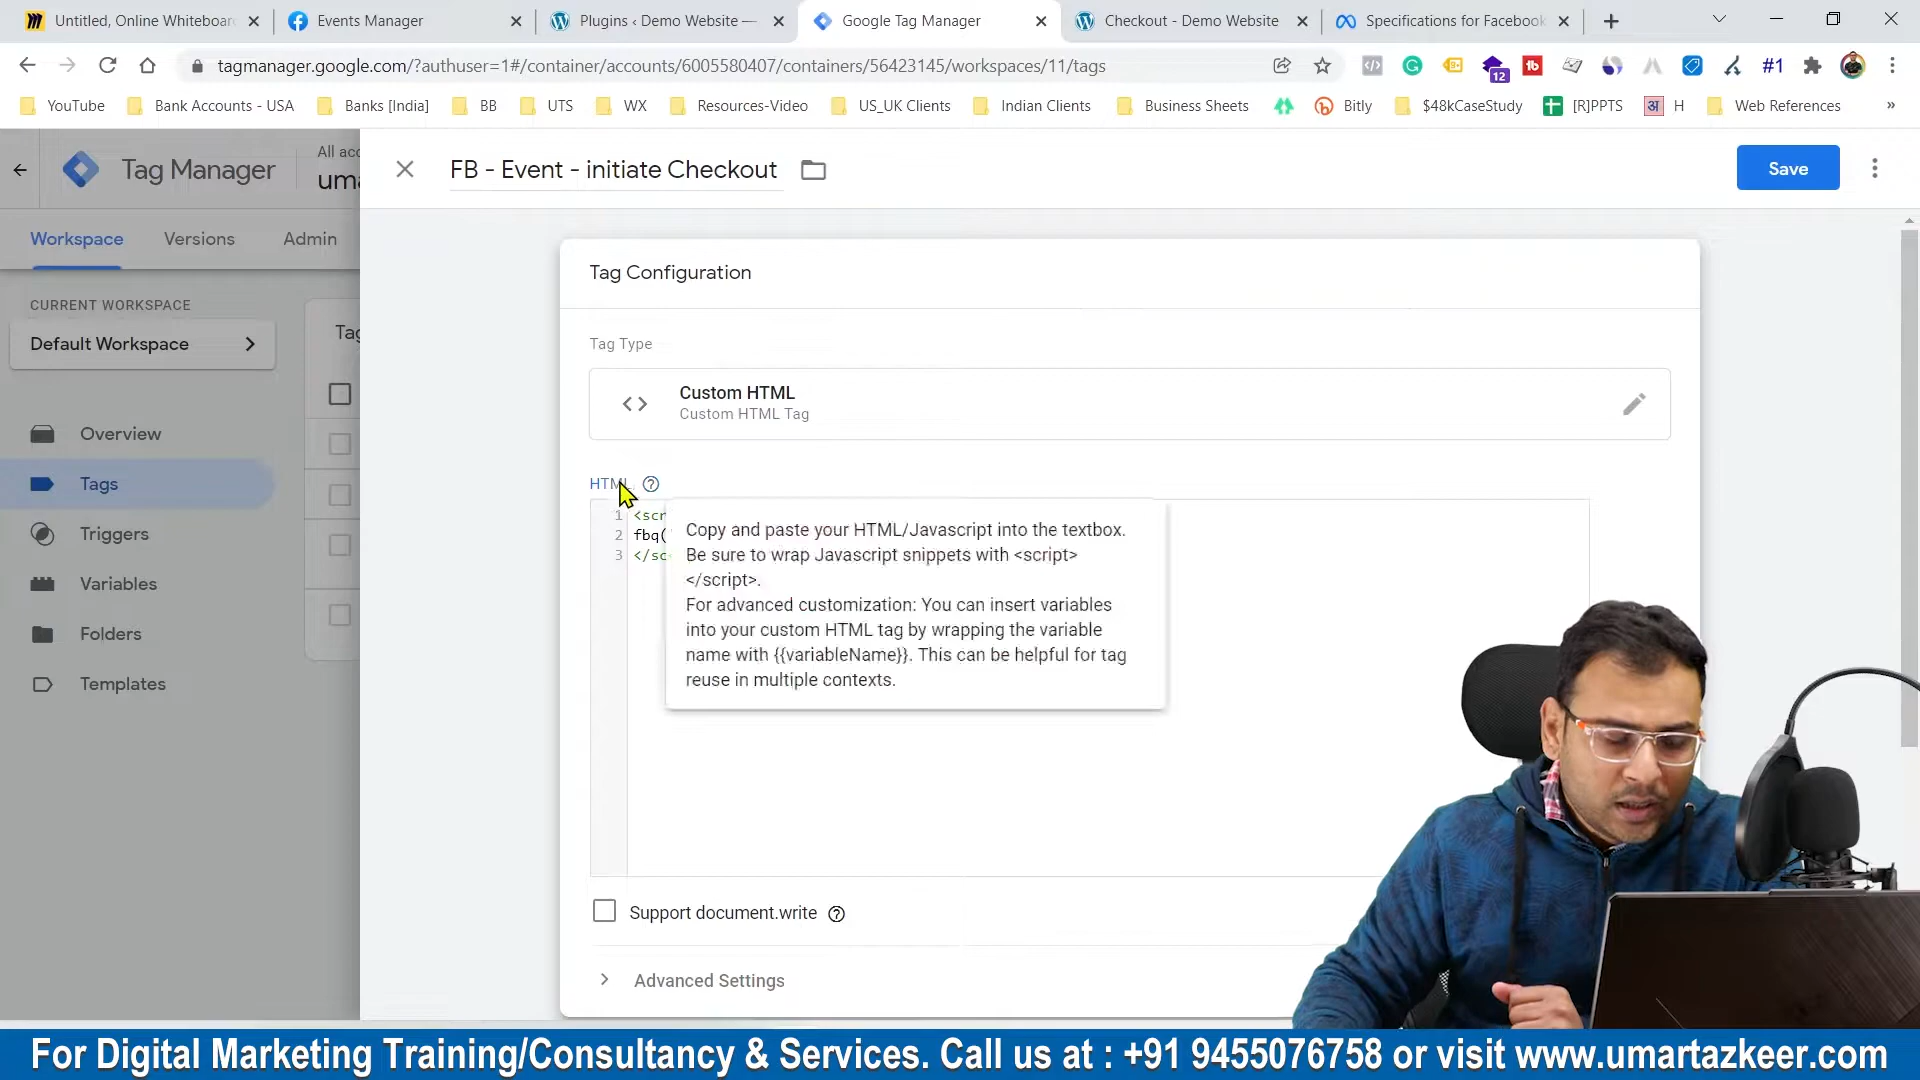 Untitled, Online Whiteboard
Events Manager
Plugins ‹ Demo Website —
Google Tag Manager
Checkout - Demo Website
Specifications for Facebook
tagmanager.google.com/?authuser=1#/container/accounts/6005580407/containers/56423145/workspaces/11/tags
12
#1
YouTube
Bank Accounts - USA
Banks [India]
BB
UTS
WX
Resources-Video
US_UK Clients
Indian Clients
Business Sheets
Bitly
$48kCaseStudy
[R]PPTS
अ H
Web References
»
Tag Manager
All acc
uma
FB - Event - initiate Checkout
Save
Workspace
Versions
Admin
CURRENT WORKSPACE
Default Workspace
Overview
Tags
Triggers
Variables
Folders
Templates
Tag
Tag Configuration
Tag Type
Custom HTML
Custom HTML Tag
HTML
1 <scr
2 fbq(
3 </sc
Copy and paste your HTML/Javascript into the textbox.
Be sure to wrap Javascript snippets with <script>
</script>.
For advanced customization: You can insert variables
into your custom HTML tag by wrapping the variable
name with {{variableName}}. This can be helpful for tag
reuse in multiple contexts.
Support document.write
Advanced Settings
For Digital Marketing Training/Consultancy & Services. Call us at : +91 9455076758 or visit www.umartazkeer.com